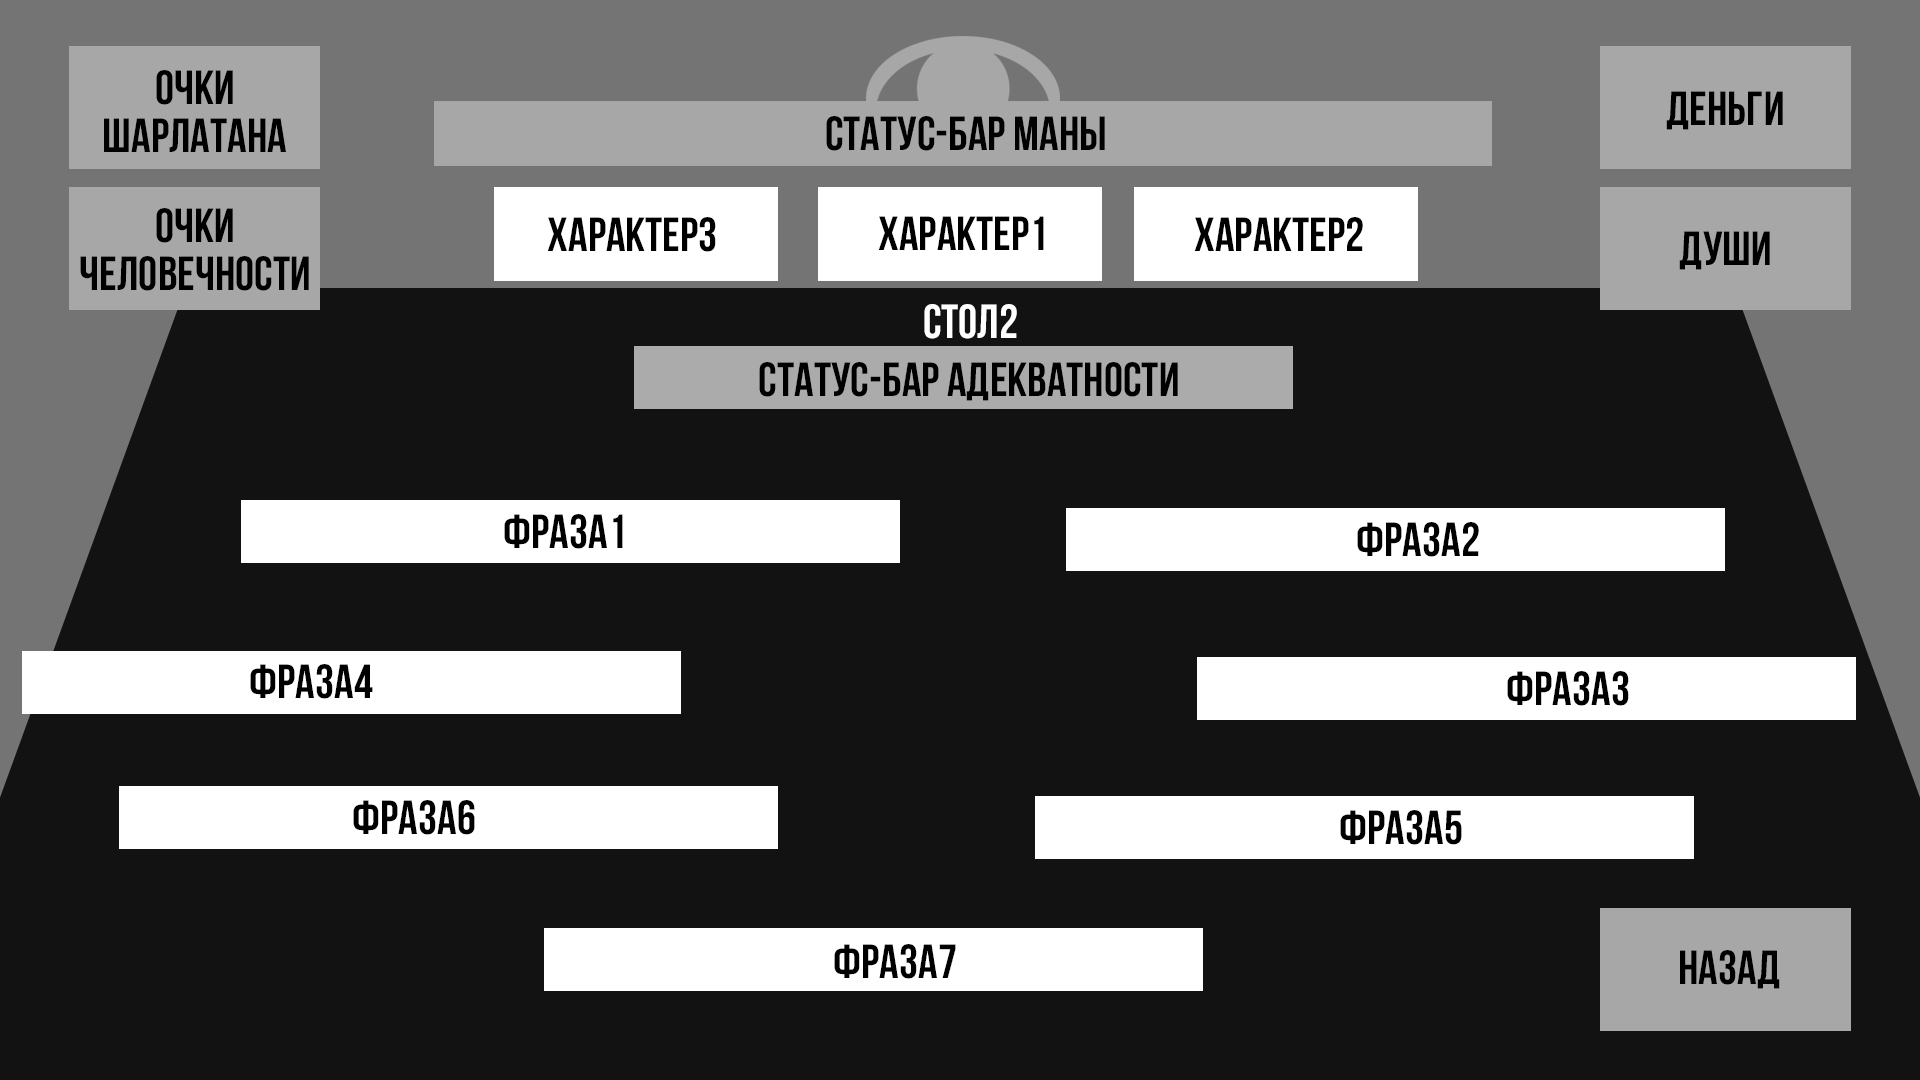 ОЧКИ
ШАРЛАТАНА
СТАТУС-БАР МАНЫ
ДЕНЬГИ
ОЧКИ
ЧЕЛОВЕЧНОСТИ
ХАРАКТЕР3
ХАРАКТЕР1
ХАРАКТЕР2
ДУШИ
СТОЛ2
СТАТУС-БАР АДЕКВАТНОСТИ
ФРАЗА1
ФРАЗА2
ФРАЗА4
ФРАЗА3
ФРАЗА6
ФРАЗА5
ФРАЗА7
НАЗАД